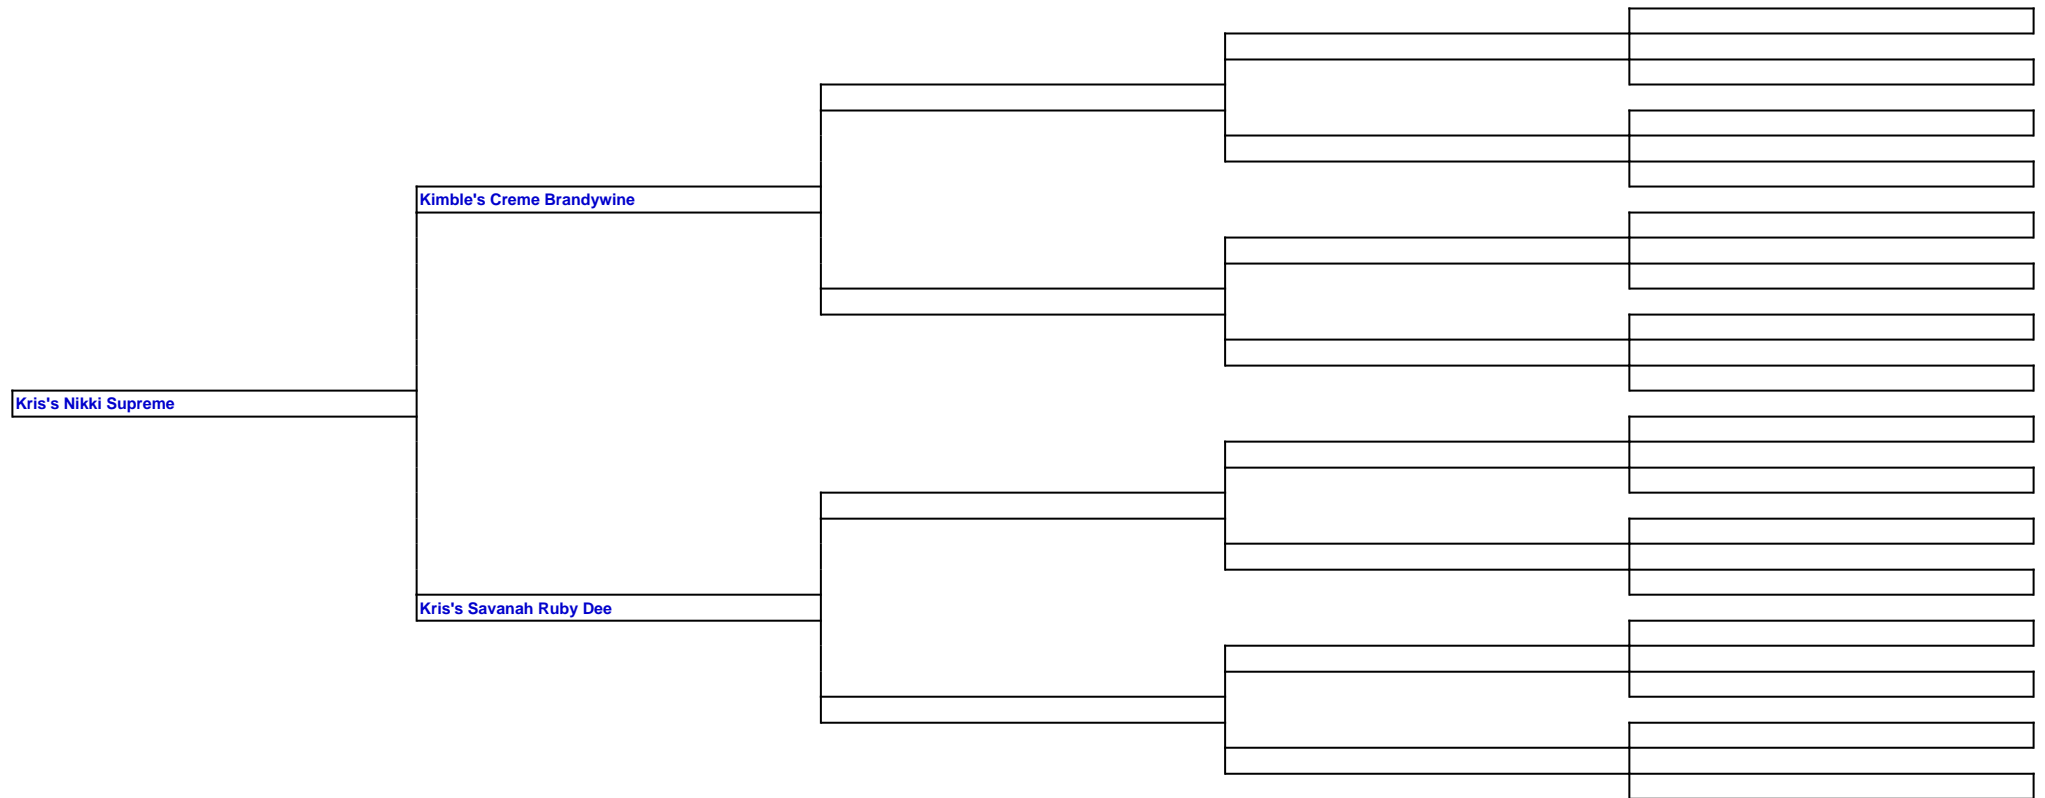 Kimble's Creme Brandywine
Kris's Nikki Supreme
Kris's Savanah Ruby Dee